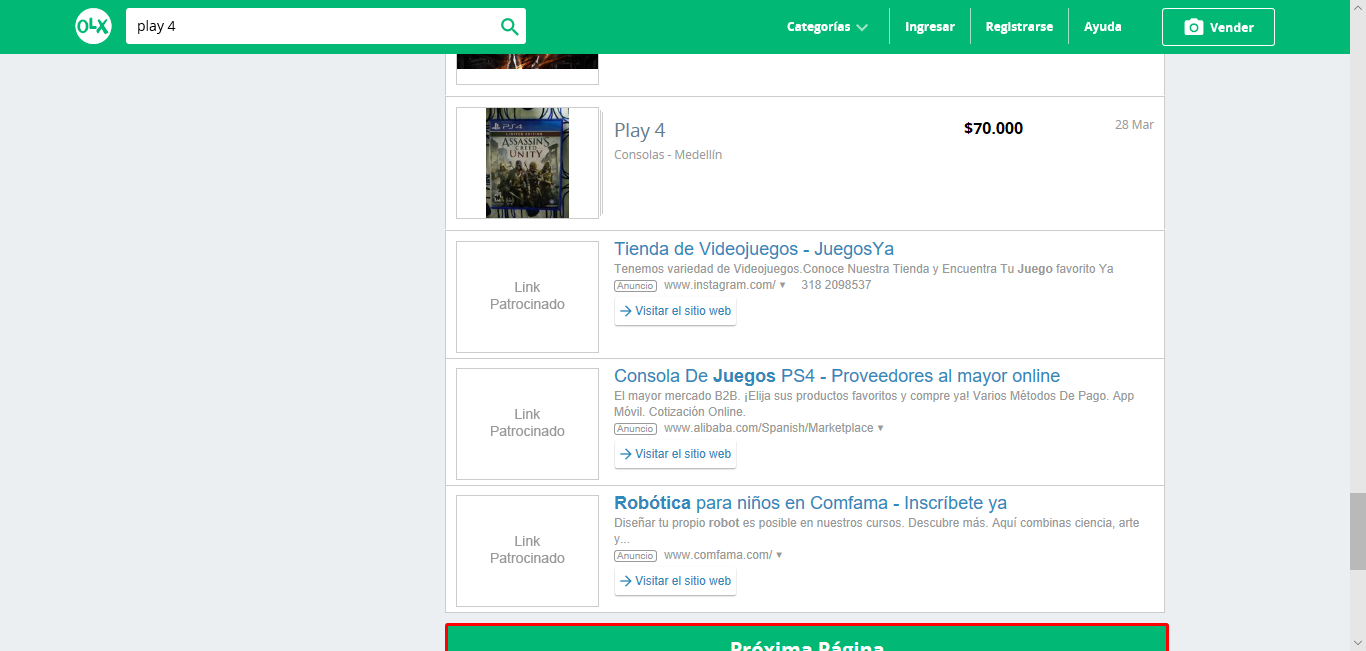 OLX
play 4
Categorías
Ingresar
Registrarse
Ayuda
Vender
PS4
LIMITED EDITION
ASSASSIN'S
CREED
UNITY
Play 4
$70.000
28 Mar
Consolas - Medellín
Link
Patrocinado
Tienda de Videojuegos - JuegosYa
Tenemos variedad de Videojuegos.Conoce Nuestra Tienda y Encuentra Tu Juego favorito Ya
Anuncio www.instagram.com/ ▾ 318 2098537
Visitar el sitio web
Link
Patrocinado
Consola De Juegos PS4 - Proveedores al mayor online
El mayor mercado B2B. ¡Elija sus productos favoritos y compre ya! Varios Métodos De Pago. App
Móvil. Cotización Online.
Anuncio www.alibaba.com/Spanish/Marketplace ▾
Visitar el sitio web
Link
Patrocinado
Robótica para niños en Comfama - Inscríbete ya
Diseñar tu propio robot es posible en nuestros cursos. Descubre más. Aquí combinas ciencia, arte
y...
Anuncio www.comfama.com/ ▾
Visitar el sitio web
Próxima Página